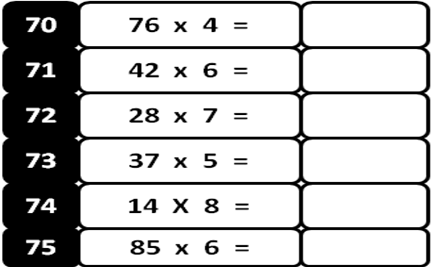 70 76 x 4 =
71 42 x 6 =
72 28 x 7 =
73 37 x 5 =
74 14 X 8 =
75 85 x 6 =